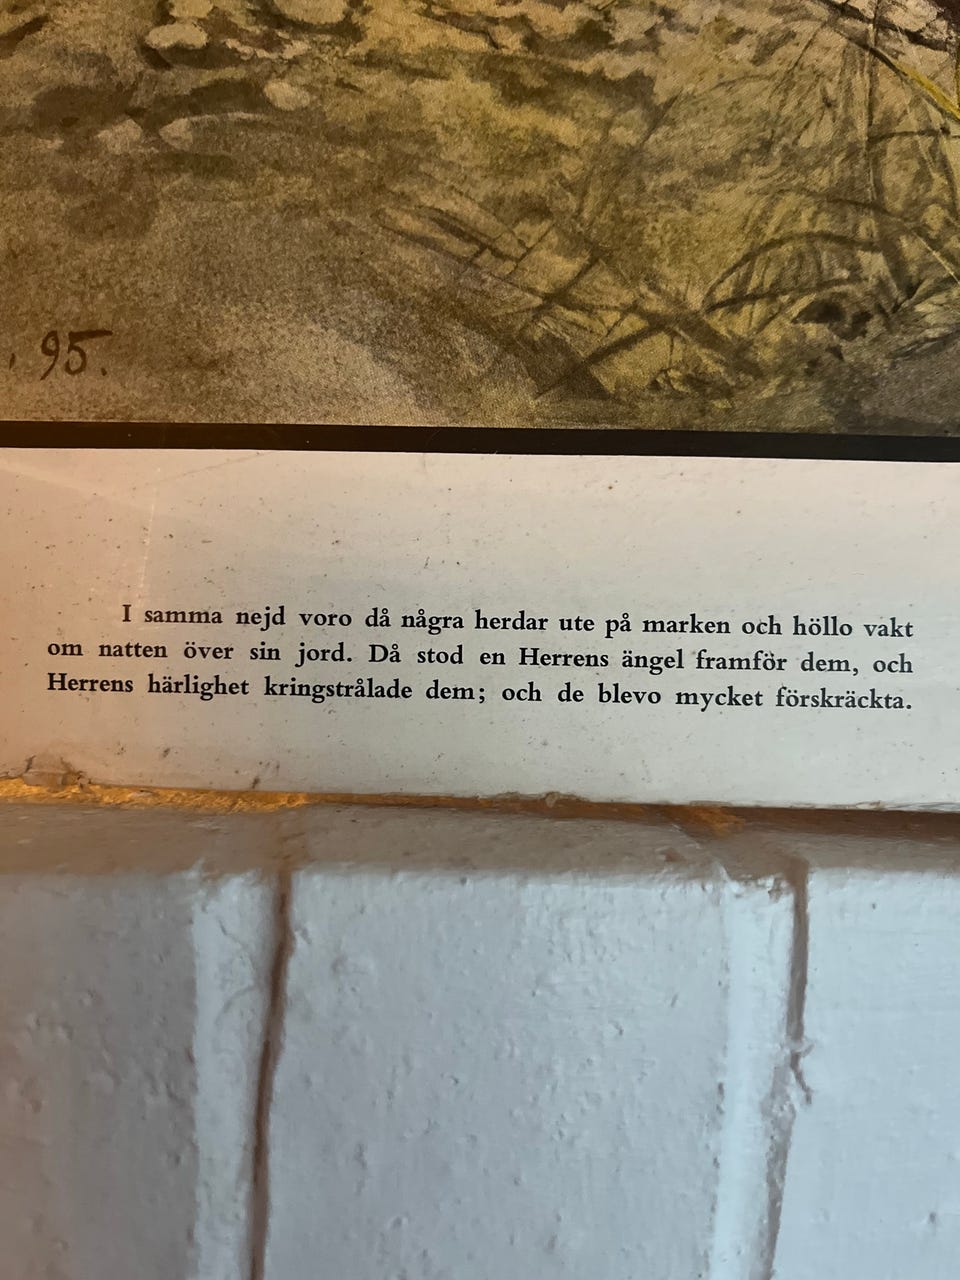 . 95.
I samma nejd voro då några herdar ute på marken och höllo vakt
om natten över sin jord. Då stod en Herrens ängel framför dem, och
Herrens härlighet kringstrålade dem; och de blevo mycket förskräckta.